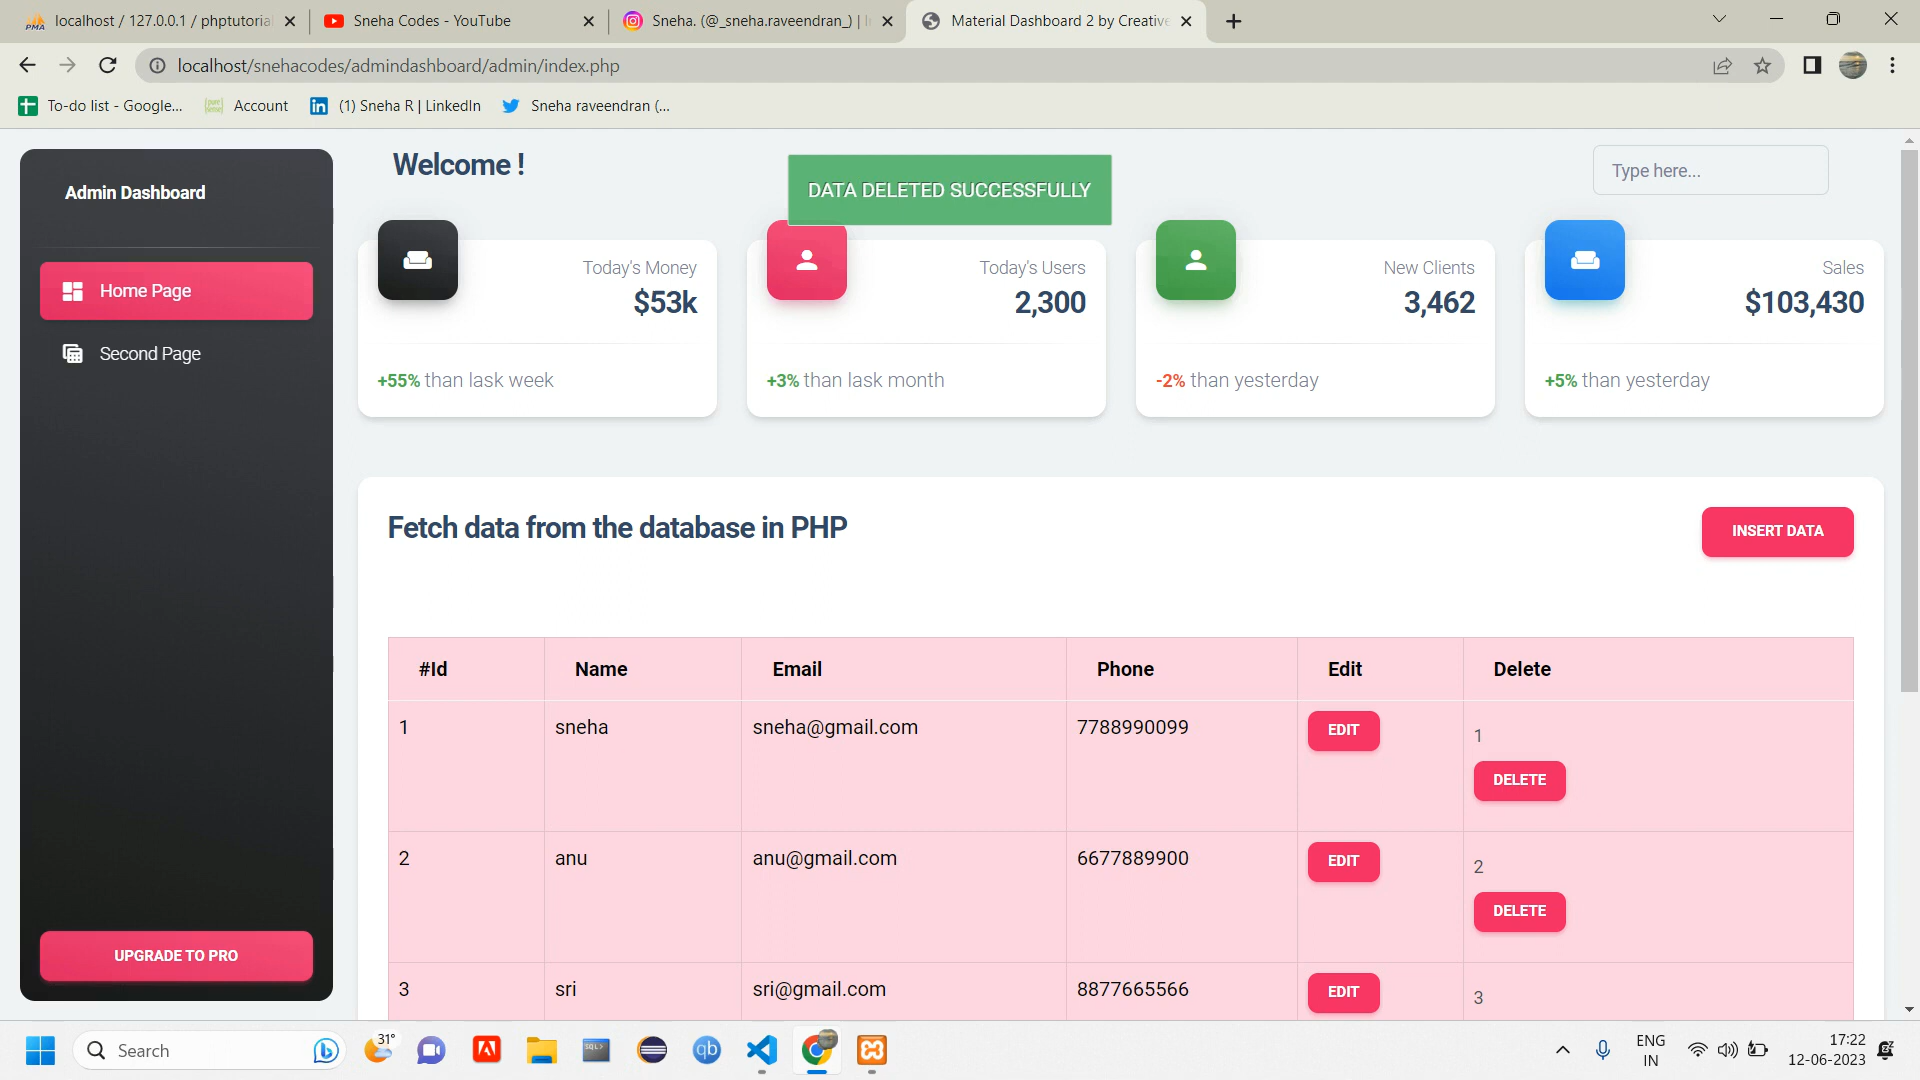 localhost / 127.0.0.1 / phptutorial
Sneha Codes - YouTube
Sneha. (@_sneha.raveendran_) |
Material Dashboard 2 by Creative
localhost/snehacodes/admindashboard/admin/index.php
To-do list - Google...
Account
(1) Sneha R | LinkedIn
Sneha raveendran (...
Admin Dashboard
Home Page
Second Page
UPGRADE TO PRO
Welcome !
DATA DELETED SUCCESSFULLY
Type here...
Today's Money
$53k
+55% than lask week
Today's Users
2,300
+3% than lask month
New Clients
3,462
-2% than yesterday
Sales
$103,430
+5% than yesterday
Fetch data from the database in PHP
INSERT DATA
#Id Name Email Phone Edit Delete
1 sneha sneha@gmail.com 7788990099 EDIT 1
DELETE
2 anu anu@gmail.com 6677889900 EDIT 2
DELETE
3 sri sri@gmail.com 8877665566 EDIT 3
Search
31°
qb
ENG
IN
17:22
12-06-2023